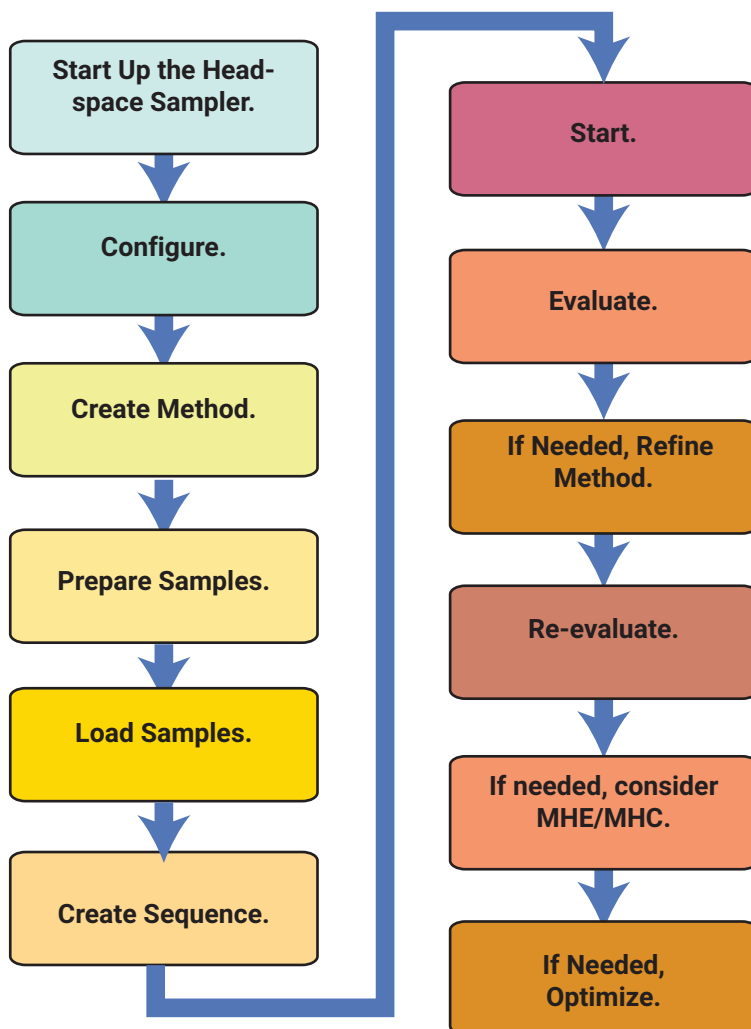 Start Up the Head-
space Sampler.
Configure.
Create Method.
Prepare Samples.
Load Samples.
Create Sequence.
Start.
Evaluate.
If Needed, Refine
Method.
Re-evaluate.
If needed, consider
MHE/MHC.
If Needed,
Optimize.